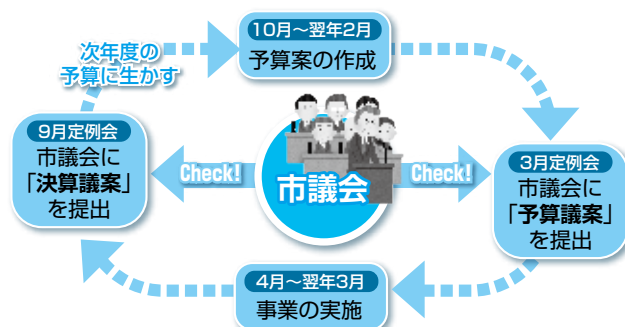 10月～翌年2月
予算案の作成
次年度の
予算に生かす
9月定例会
市議会に
「決算議案」
を提出
Check!
市議会
Check!
3月定例会
市議会に
「予算議案」
を提出
4月～翌年3月
事業の実施